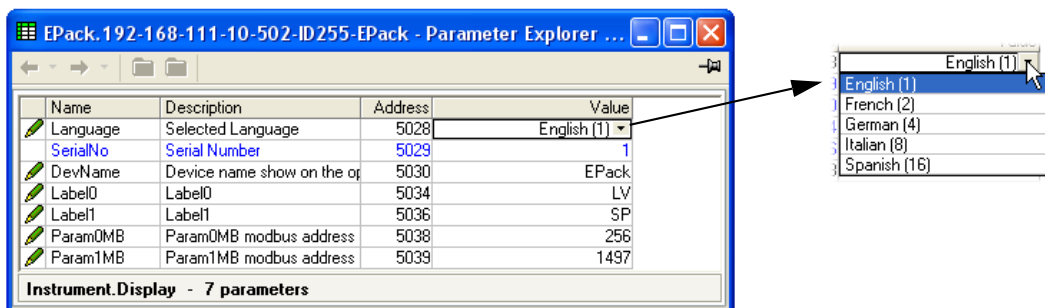 EPack.192-168-111-10-502-ID255-EPack - Parameter Explorer ...
Name Description Address Value
Language Selected Language 5028 English (1)
SerialNo Serial Number 5029 1
DevName Device name show on the op 5030 EPack
Label0 Label0 5034 LV
Label1 Label1 5036 SP
Param0MB Param0MB modbus address 5038 256
Param1MB Param1MB modbus address 5039 1497
Instrument.Display - 7 parameters
English (1)
English (1)
French (2)
German (4)
Italian (8)
Spanish (16)